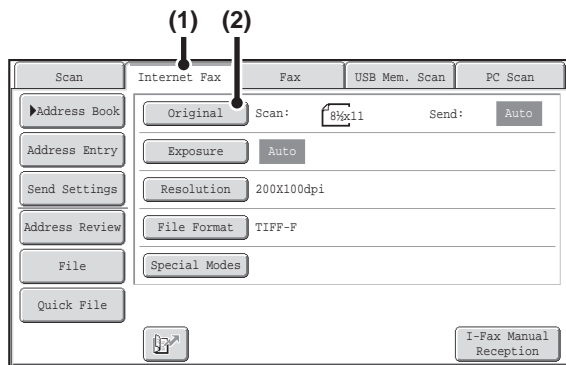 (1) (2)
Scan Internet Fax Fax USB Mem. Scan PC Scan
Address Book Original Scan: 8½x11 Send: Auto
Address Entry Exposure Auto
Send Settings Resolution 200X100dpi
Address Review File Format TIFF-F
File Special Modes
Quick File
I-Fax Manual
Reception